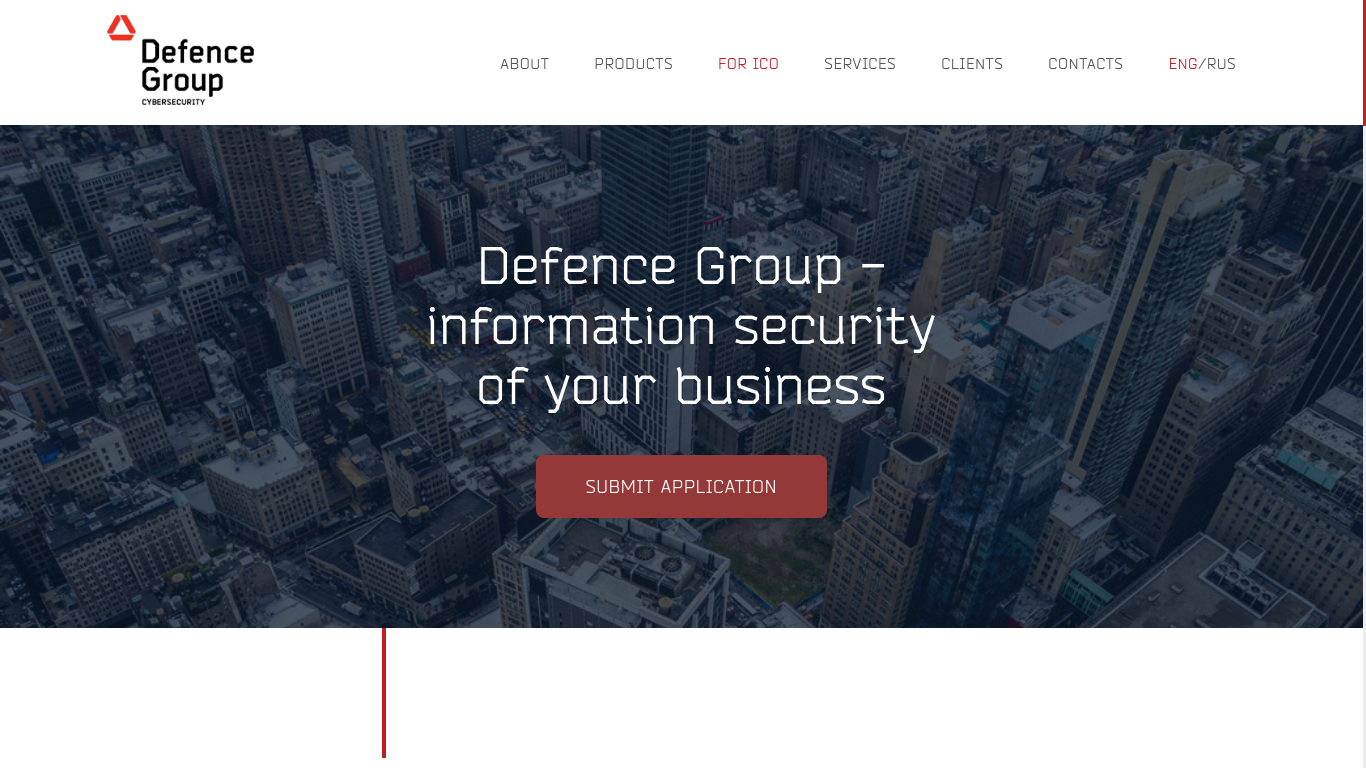 Defence
Group
CYBERSECURITY
ABOUT PRODUCTS FOR ICO SERVICES CLIENTS CONTACTS ENG/RUS
Defence Group –
information security
of your business
SUBMIT APPLICATION